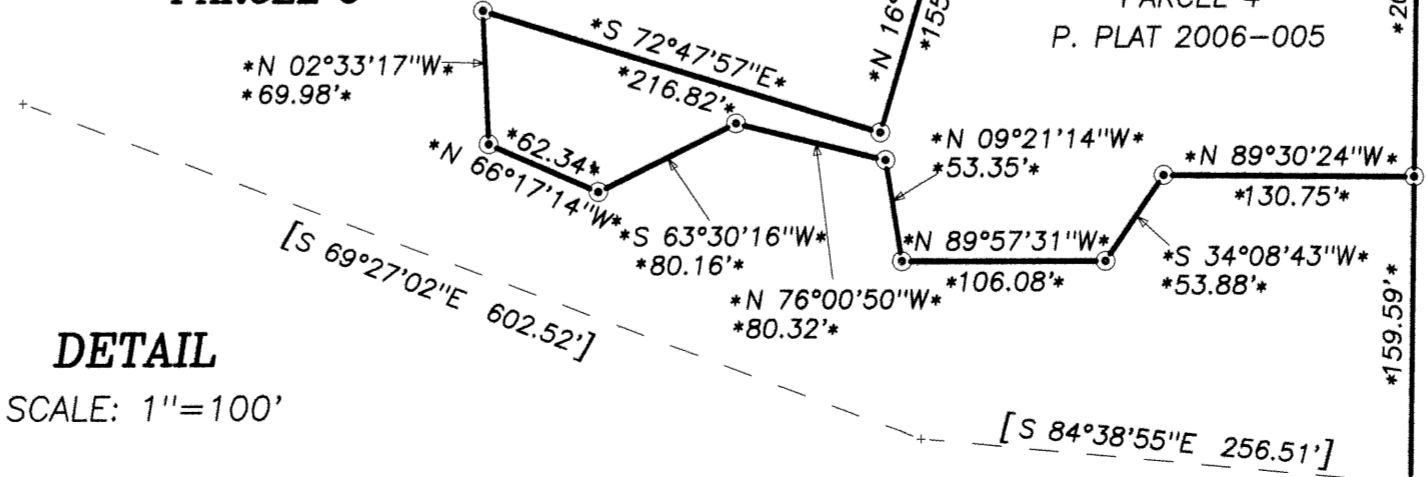 *S 72°47'57"E*
*216.82'*
*N 16°
*155
P. PLAT 2006-005
*20
*N 02°33'17"W*
*69.98'*
*62.34'*
*N 66°17'14"W*
*N 09°21'14"W*
*53.35'*
*N 89°30'24"W*
*130.75'*
*S 63°30'16"W*
*80.16'*
*N 89°57'31"W*
*106.08'*
*S 34°08'43"W*
*53.88'*
*N 76°00'50"W*
*80.32'*
*159.59'*
[S 69°27'02"E 602.52']
DETAIL
SCALE: 1"=100'
[S 84°38'55"E 256.51']